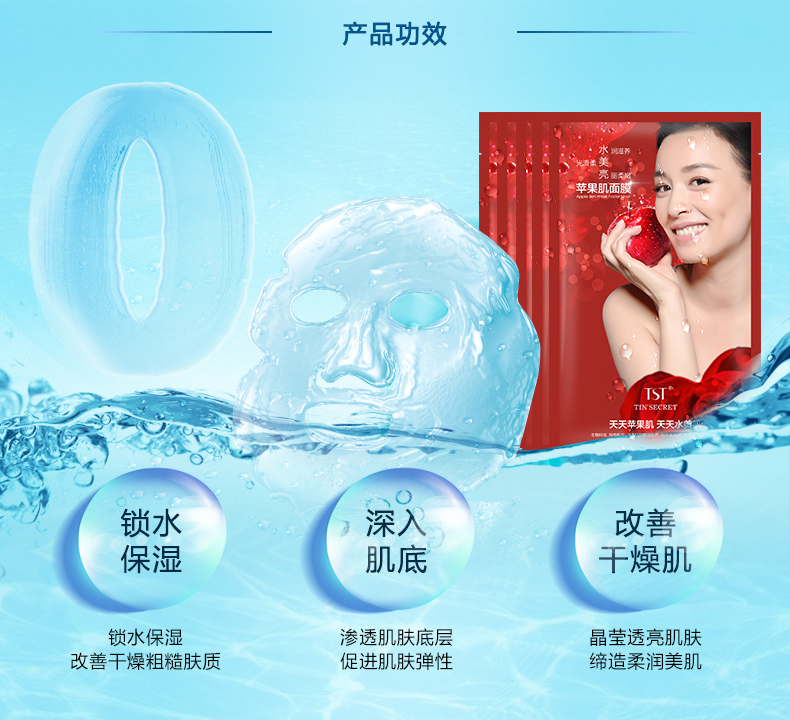 产品功效
0
水 润滋养
光滑柔 美
亮 丽柔嫩
苹果肌面膜
TST
TIN'SECRET
天天苹果肌 天天水
锁水
保湿
深入
肌底
改善
干燥肌
锁水保湿
改善干燥粗糙肤质
渗透肌肤底层
促进肌肤弹性
晶莹透亮肌肤
缔造柔润美肌